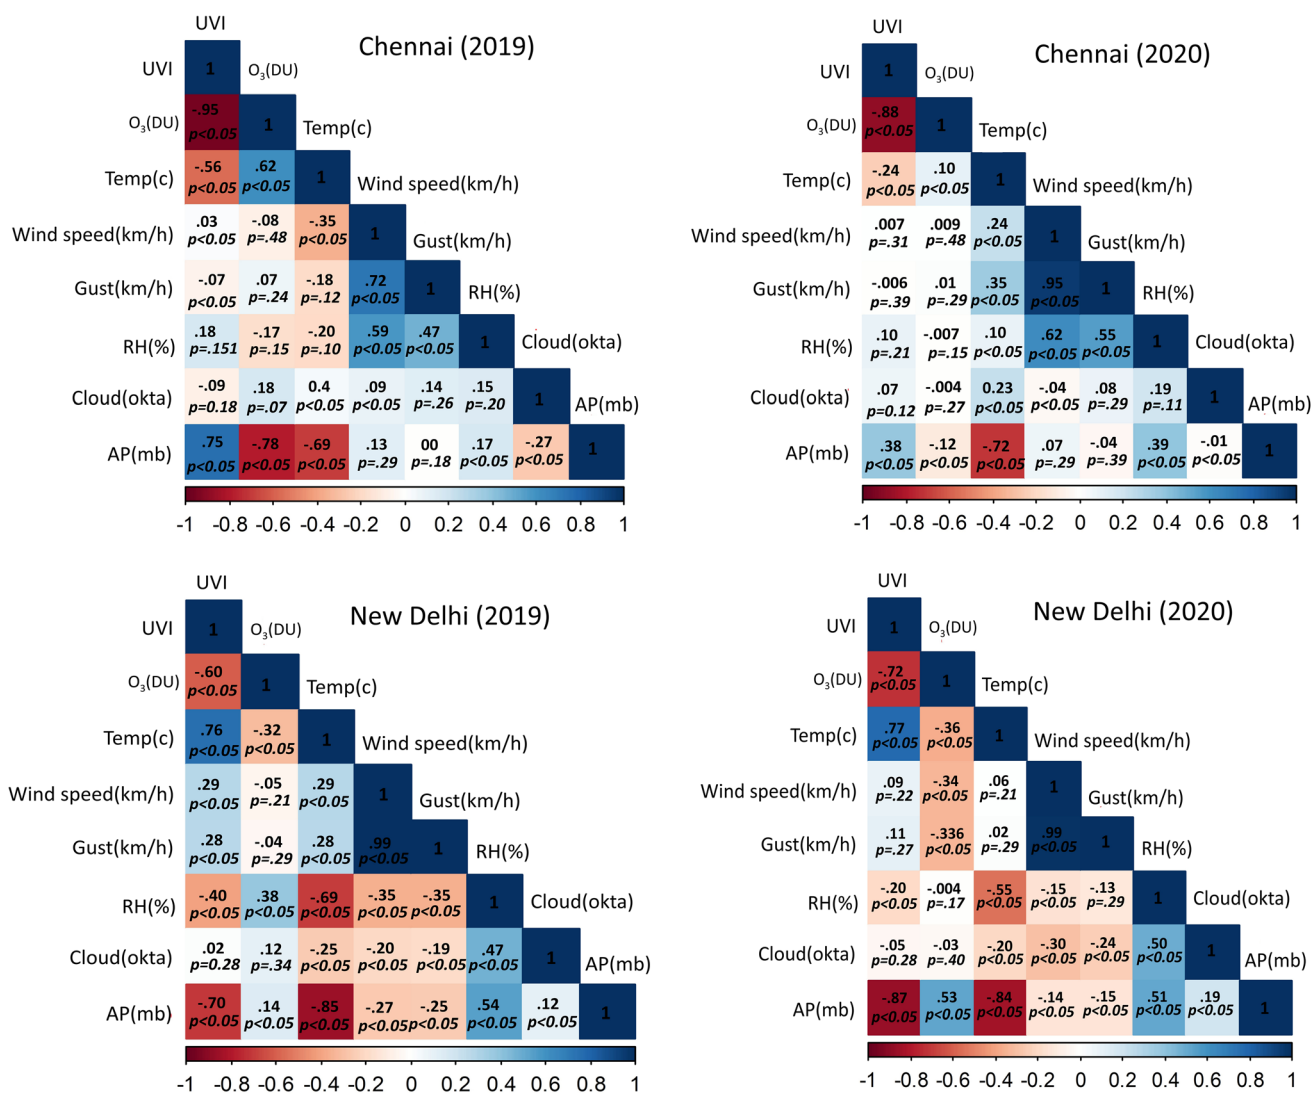 UVI
Chennai (2019)
UVI 1 O3(DU)
O3(DU) -.95 1 Temp(c)
p<0.05
Temp(c) -.56 .62 1 Wind speed(km/h)
p<0.05 p<0.05
Wind speed(km/h) .03 -.08 -.35 1 Gust(km/h)
p<0.05 p=.48 p<0.05
Gust(km/h) -.07 .07 -.18 .72 1 RH(%)
p<0.05 p=.24 p=.12 p<0.05
RH(%) .18 -.17 -.20 .59 .47 1 Cloud(okta)
p=.151 p=.15 p=.10 p<0.05 p<0.05
Cloud(okta) -.09 .18 0.4 .09 .14 .15 1 AP(mb)
p=0.18 p=.07 p<0.05 p<0.05 p=.26 p=.20
AP(mb) .75 -.78 -.69 .13 00 .17 -.27 1
p<0.05 p<0.05 p<0.05 p=.29 p=.18 p<0.05 p<0.05
-1 -0.8 -0.6 -0.4 -0.2 0 0.2 0.4 0.6 0.8 1
UVI
Chennai (2020)
UVI 1 O3(DU)
O3(DU) -.88 1 Temp(c)
p<0.05
Temp(c) -.24 .10 1 Wind speed(km/h)
p<0.05 p<0.05
Wind speed(km/h) .007 .009 .24 1 Gust(km/h)
p=.31 p=.48 p<0.05
Gust(km/h) -.006 .01 .35 .95 1 RH(%)
p=.39 p=.29 p<0.05 p<0.05
RH(%) .10 -.007 .10 .62 .55 1 Cloud(okta)
p=.21 p=.15 p<0.05 p<0.05 p<0.05
Cloud(okta) .07 -.004 0.23 -.04 .08 .19 1 AP(mb)
p=0.12 p=.27 p<0.05 p<0.05 p=.29 p=.11
AP(mb) .38 -.12 -.72 .07 -.04 .39 -.01 1
p<0.05 p<0.05 p<0.05 p=.29 p=.39 p<0.05 p<0.05
-1 -0.8 -0.6 -0.4 -0.2 0 0.2 0.4 0.6 0.8 1
UVI
New Delhi (2019)
UVI 1 O3(DU)
O3(DU) -.60 1 Temp(c)
p<0.05
Temp(c) .76 -.32 1 Wind speed(km/h)
p<0.05 p<0.05
Wind speed(km/h) .29 -.05 .29 1 Gust(km/h)
p<0.05 p=.21 p<0.05
Gust(km/h) .28 -.04 .28 .99 1 RH(%)
p<0.05 p=.29 p<0.05 p<0.05
RH(%) -.40 .38 -.69 -.35 -.35 1 Cloud(okta)
p<0.05 p<0.05 p<0.05 p<0.05 p<0.05
Cloud(okta) .02 .12 -.25 -.20 -.19 .47 1 AP(mb)
p=0.28 p=.34 p<0.05 p<0.05 p<0.05 p<0.05
AP(mb) -.70 .14 -.85 -.27 -.25 .54 .12 1
p<0.05 p<0.05 p<0.05 p<0.05 p<0.05 p<0.05 p<0.05
-1 -0.8 -0.6 -0.4 -0.2 0 0.2 0.4 0.6 0.8 1
UVI
New Delhi (2020)
UVI 1 O3(DU)
O3(DU) -.72 1 Temp(c)
p<0.05
Temp(c) .77 -.36 1 Wind speed(km/h)
p<0.05 p<0.05
Wind speed(km/h) .09 -.34 .06 1 Gust(km/h)
p=.22 p<0.05 p=.21
Gust(km/h) .11 -.336 .02 .99 1 RH(%)
p=.27 p<0.05 p=.29 p<0.05
RH(%) -.20 -.004 -.55 -.15 -.13 1 Cloud(okta)
p<0.05 p=.17 p<0.05 p<0.05 p=.29
Cloud(okta) -.05 -.03 -.20 -.30 -.24 .50 1 AP(mb)
p=0.28 p=.40 p<0.05 p<0.05 p<0.05 p<0.05
AP(mb) -.87 .53 -.84 -.14 -.15 .51 .19 1
p<0.05 p<0.05 p<0.05 p<0.05 p<0.05 p<0.05 p<0.05
-1 -0.8 -0.6 -0.4 -0.2 0 0.2 0.4 0.6 0.8 1